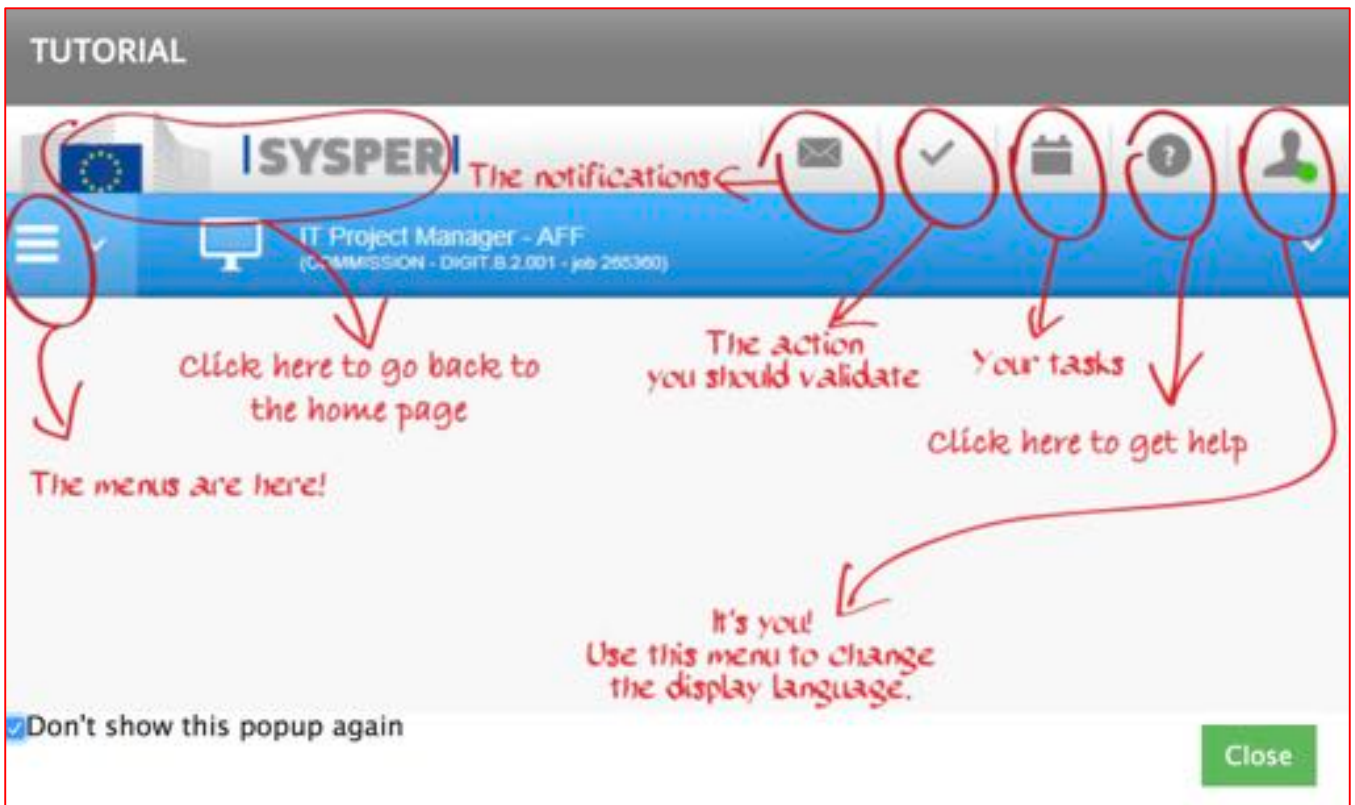 TUTORIAL
SYSPER
The notifications
IT Project Manager - AFF
(COMMISSION - DIGIT.B.2.001 - job 265360)
Click here to go back to
the home page
The action
you should validate
Your tasks
Click here to get help
The menus are here!
It's you!
Use this menu to change
the display language.
Don't show this popup again
Close